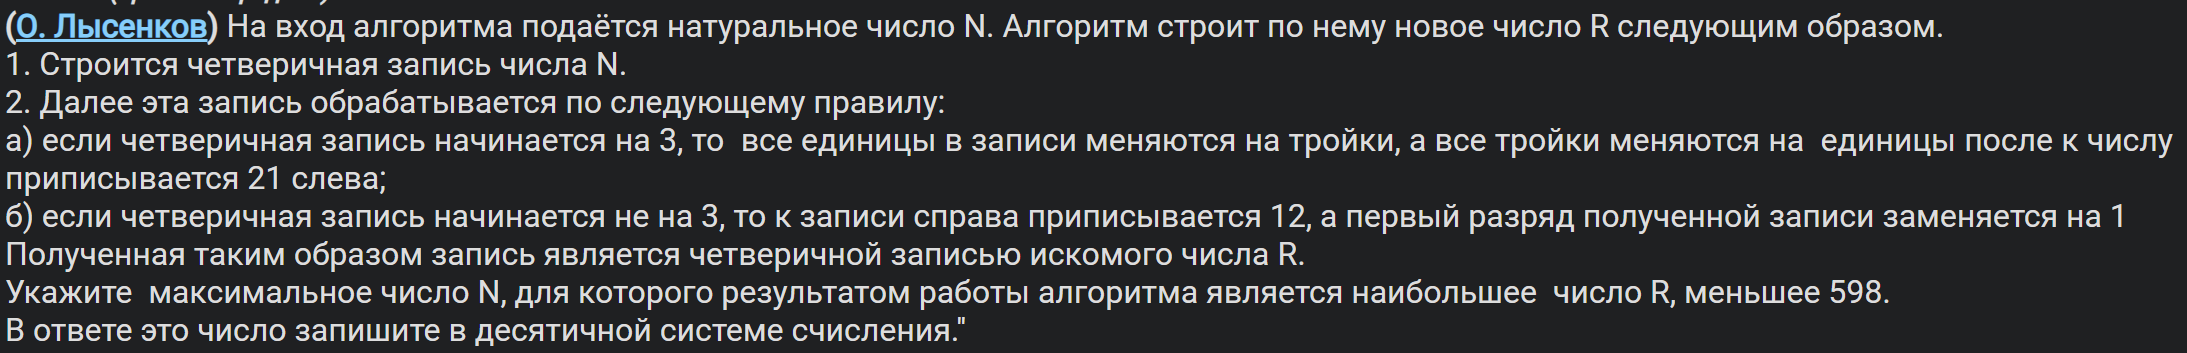 (О. Лысенков) На вход алгоритма подаётся натуральное число N. Алгоритм строит по нему новое число R следующим образом.
1. Строится четверичная запись числа N.
2. Далее эта запись обрабатывается по следующему правилу:
а) если четверичная запись начинается на 3, то все единицы в записи меняются на тройки, а все тройки меняются на единицы после к числу
приписывается 21 слева;
б) если четверичная запись начинается не на 3, то к записи справа приписывается 12, а первый разряд полученной записи заменяется на 1
Полученная таким образом запись является четверичной записью искомого числа R.
Укажите максимальное число N, для которого результатом работы алгоритма является наибольшее число R, меньшее 598.
В ответе это число запишите в десятичной системе счисления."